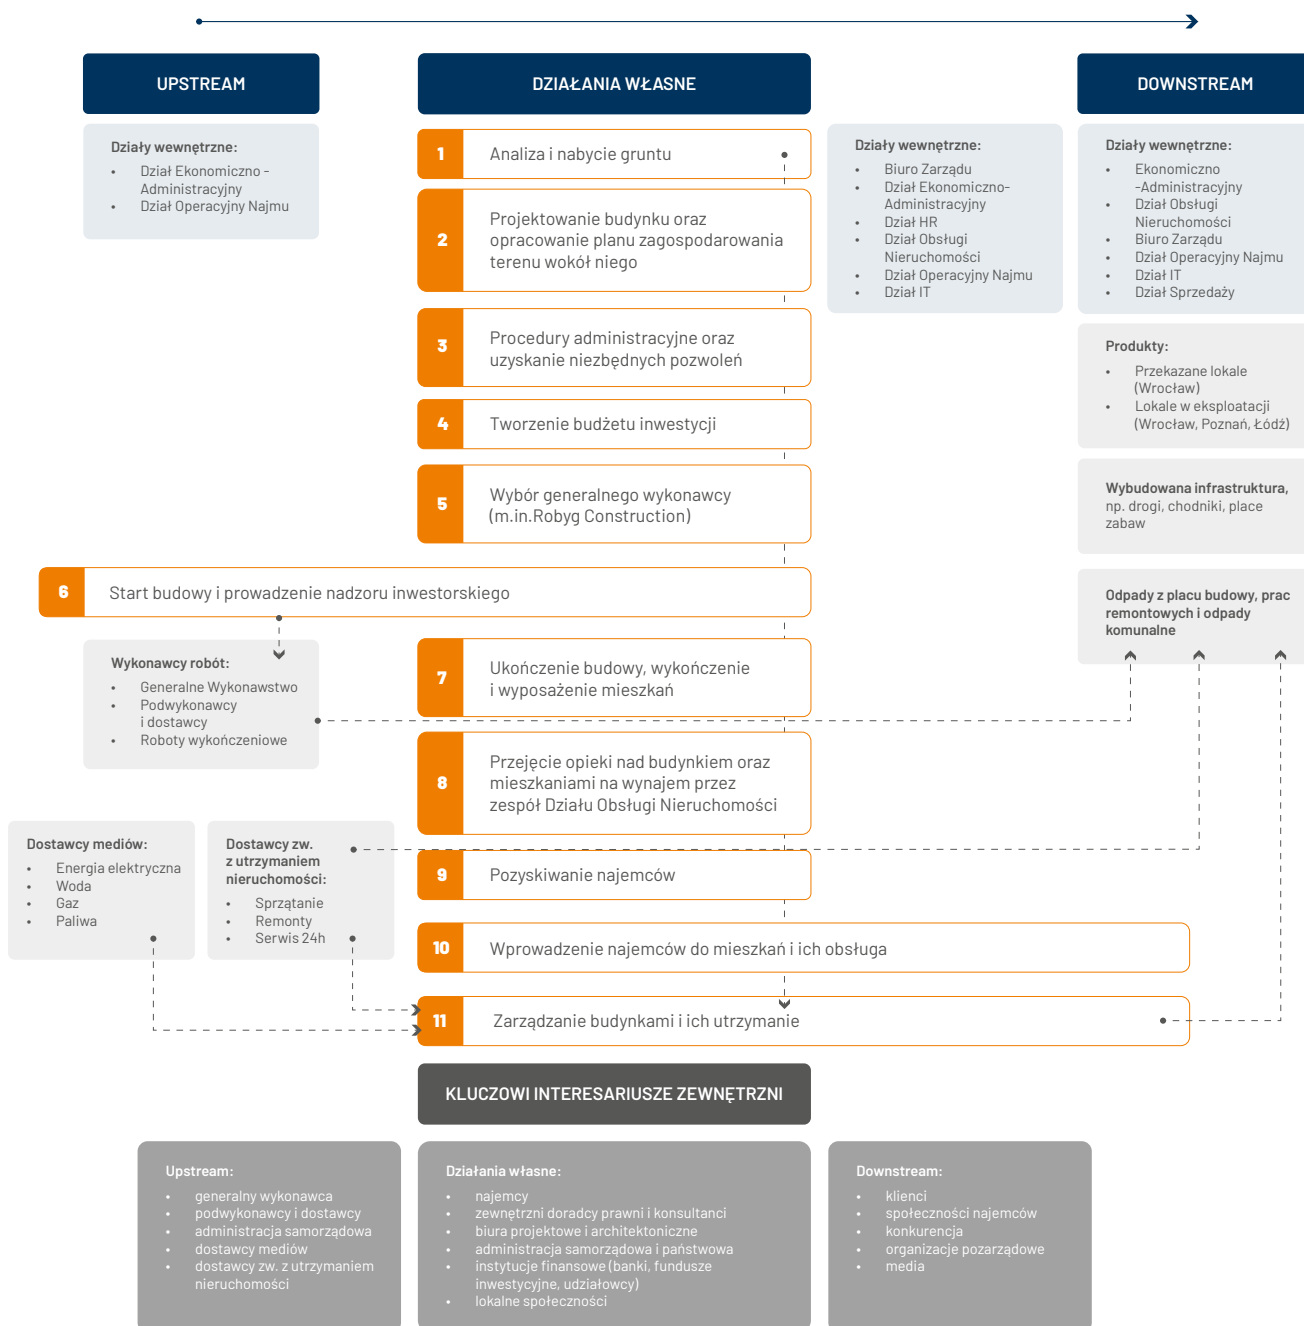 UPSTREAM
DZIAŁANIA WŁASNE
DOWNSTREAM
Działy wewnętrzne:
• Dział Ekonomiczno -
Administracyjny
• Dział Operacyjny Najmu
1 Analiza i nabycie gruntu
2 Projektowanie budynku oraz
opracowanie planu zagospodarowania
terenu wokół niego
3 Procedury administracyjne oraz
uzyskanie niezbędnych pozwoleń
4 Tworzenie budżetu inwestycji
5 Wybór generalnego wykonawcy
(m.in.Robyg Construction)
Działy wewnętrzne:
• Biuro Zarządu
• Dział Ekonomiczno-
Administracyjny
• Dział HR
• Dział Obsługi
Nieruchomości
• Dział Operacyjny Najmu
• Dział IT
Działy wewnętrzne:
• Ekonomiczno
-Administracyjny
• Dział Obsługi
Nieruchomości
• Biuro Zarządu
• Dział Operacyjny Najmu
• Dział IT
• Dział Sprzedaży
Produkty:
• Przekazane lokale
(Wrocław)
• Lokale w eksploatacji
(Wrocław, Poznań, Łódź)
Wybudowana infrastruktura,
np. drogi, chodniki, place
zabaw
6 Start budowy i prowadzenie nadzoru inwestorskiego
Odpady z placu budowy, prac
remontowych i odpady
komunalne
Wykonawcy robót:
• Generalne Wykonawstwo
• Podwykonawcy
i dostawcy
• Roboty wykończeniowe
7 Ukończenie budowy, wykończenie
i wyposażenie mieszkań
8 Przejęcie opieki nad budynkiem oraz
mieszkaniami na wynajem przez
zespół Działu Obsługi Nieruchomości
Dostawcy mediów:
• Energia elektryczna
• Woda
• Gaz
• Paliwa
Dostawcy zw.
z utrzymaniem
nieruchomości:
• Sprzątanie
• Remonty
• Serwis 24h
9 Pozyskiwanie najemców
10 Wprowadzenie najemców do mieszkań i ich obsługa
11 Zarządzanie budynkami i ich utrzymanie
KLUCZOWI INTERESARIUSZE ZEWNĘTRZNI
Upstream:
• generalny wykonawca
• podwykonawcy i dostawcy
• administracja samorządowa
• dostawcy mediów
• dostawcy zw. z utrzymaniem
nieruchomości
Działania własne:
• najemcy
• zewnętrzni doradcy prawni i konsultanci
• biura projektowe i architektoniczne
• administracja samorządowa i państwowa
• instytucje finansowe (banki, fundusze
inwestycyjne, udziałowcy)
• lokalne społeczności
Downstream:
• klienci
• społeczności najemców
• konkurencja
• organizacje pozarządowe
• media